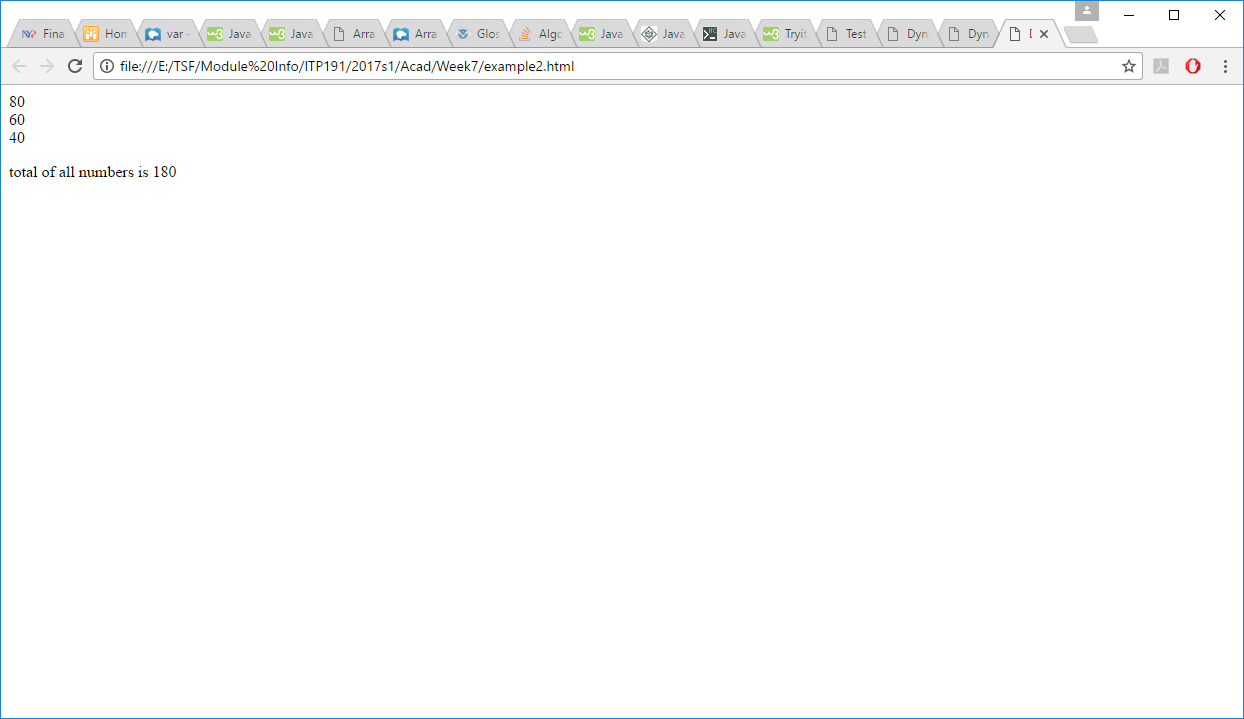 Fina Hom var - Java Java Arra Arra Glos Algo Java Java Java Tryit Test Dyn Dyn
file:///E:/TSF/Module%20Info/ITP191/2017s1/Acad/Week7/example2.html
80
60
40
total of all numbers is 180